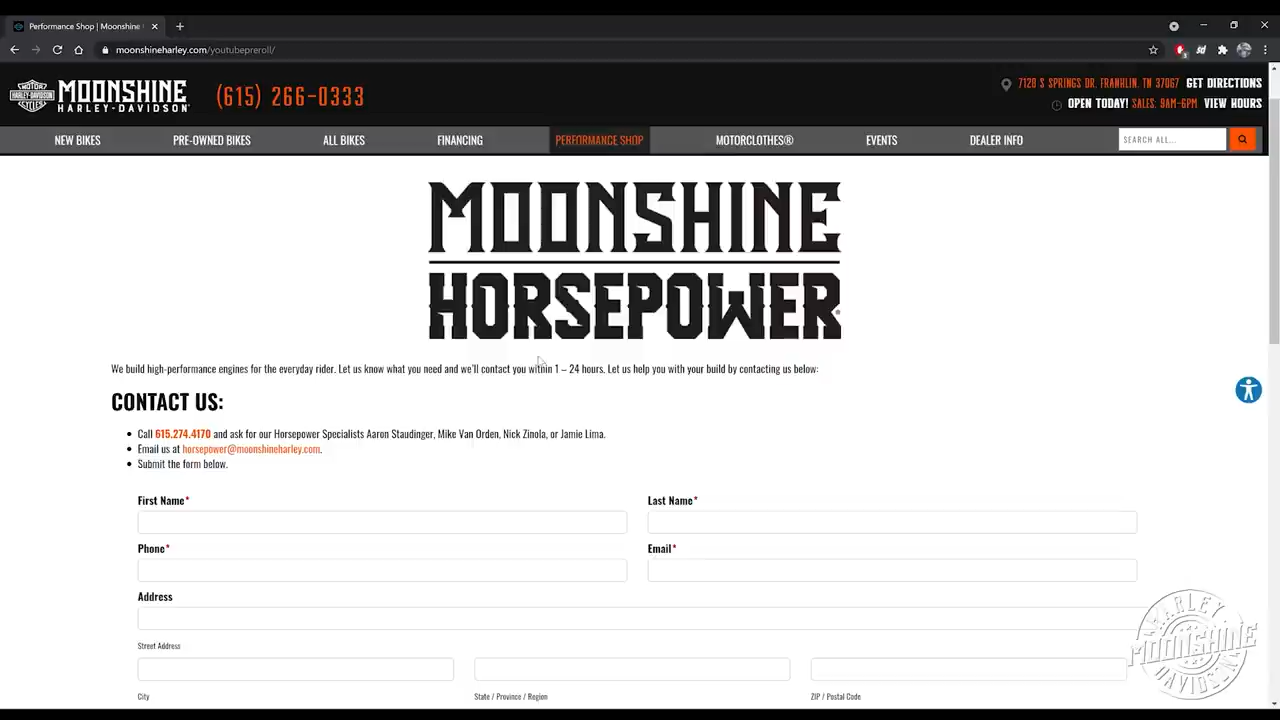 Performance Shop | Moonshine
moonshineharley.com/youtubepreroll/
MOTOR
HARLEY-DAVIDSON
CYCLES
MOONSHINE
HARLEY-DAVIDSON
(615) 266-0333
7120 S SPRINGS DR. FRANKLIN, TN 37067 GET DIRECTIONS
OPEN TODAY! SALES: 9AM-6PM VIEW HOURS
NEW BIKES PRE-OWNED BIKES ALL BIKES FINANCING PERFORMANCE SHOP MOTORCLOTHES® EVENTS DEALER INFO SEARCH ALL...
MOONSHINE
HORSEPOWER
We build high-performance engines for the everyday rider. Let us know what you need and we'll contact you within 1 – 24 hours. Let us help you with your build by contacting us below:
CONTACT US:
Call 615.274.4170 and ask for our Horsepower Specialists Aaron Staudinger, Mike Van Orden, Nick Zinola, or Jamie Lima.
Email us at horsepower@moonshineharley.com.
Submit the form below.
First Name* Last Name*
Phone* Email*
Address
Street Address
City State / Province / Region ZIP / Postal Code
HARLEY
MOONSHINE
DAVIDSON